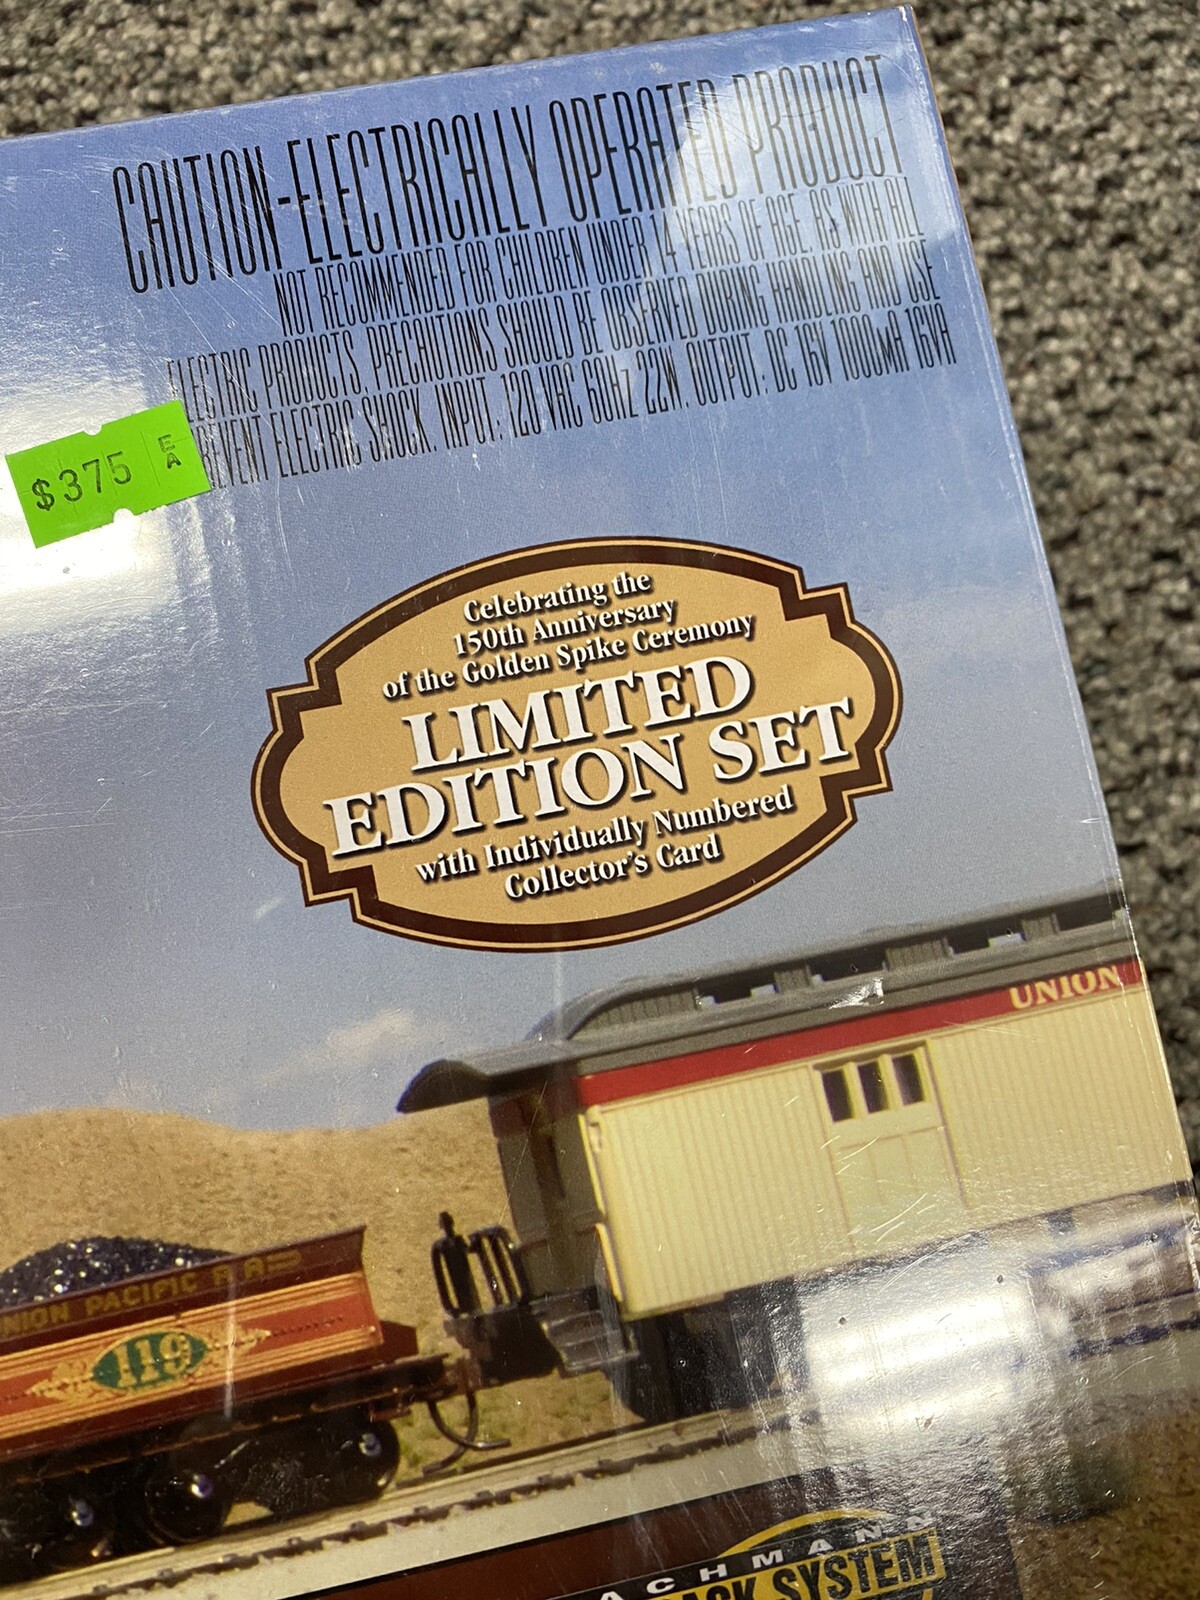 CAUTION-ELECTRICALLY OPERATED PRODUCT
NOT RECOMMENDED FOR CHILDREN UNDER 14 YEARS OF AGE. AS WITH ALL
ELECTRIC PRODUCTS, PRECAUTIONS SHOULD BE OBSERVED DURING HANDLING AND USE
REVENT ELECTRIC SHOCK. INPUT: 120 VAC 60Hz 22W. OUTPUT: DC 16V 1000mA 16VA
$375 EA
Celebrating the
150th Anniversary
of the Golden Spike Ceremony
LIMITED
EDITION SET
with Individually Numbered
Collector's Card
UNION
NION PACIFIC R R
119
ACHMANN
ACK SYSTEM